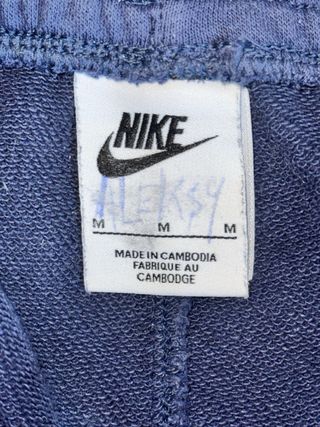 NIKE
ALEKSY
M M M
MADE IN CAMBODIA
FABRIQUE AU
CAMBODGE